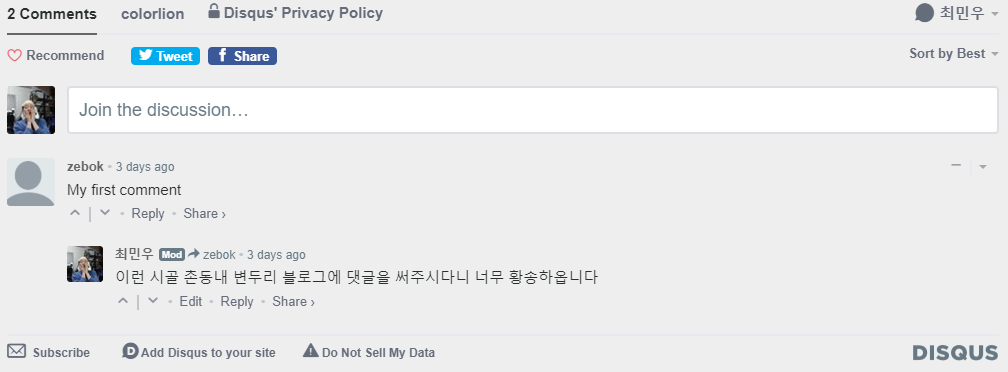 2 Comments colorlion Disqus' Privacy Policy 최민우
Recommend Tweet Share Sort by Best
Join the discussion…
zebok • 3 days ago
My first comment
• Reply • Share ›
최민우 Mod zebok • 3 days ago
이런 시골 촌동내 변두리 블로그에 댓글을 써주시다니 너무 황송하옵니다
• Edit • Reply • Share ›
Subscribe Add Disqus to your site Do Not Sell My Data DISQUS